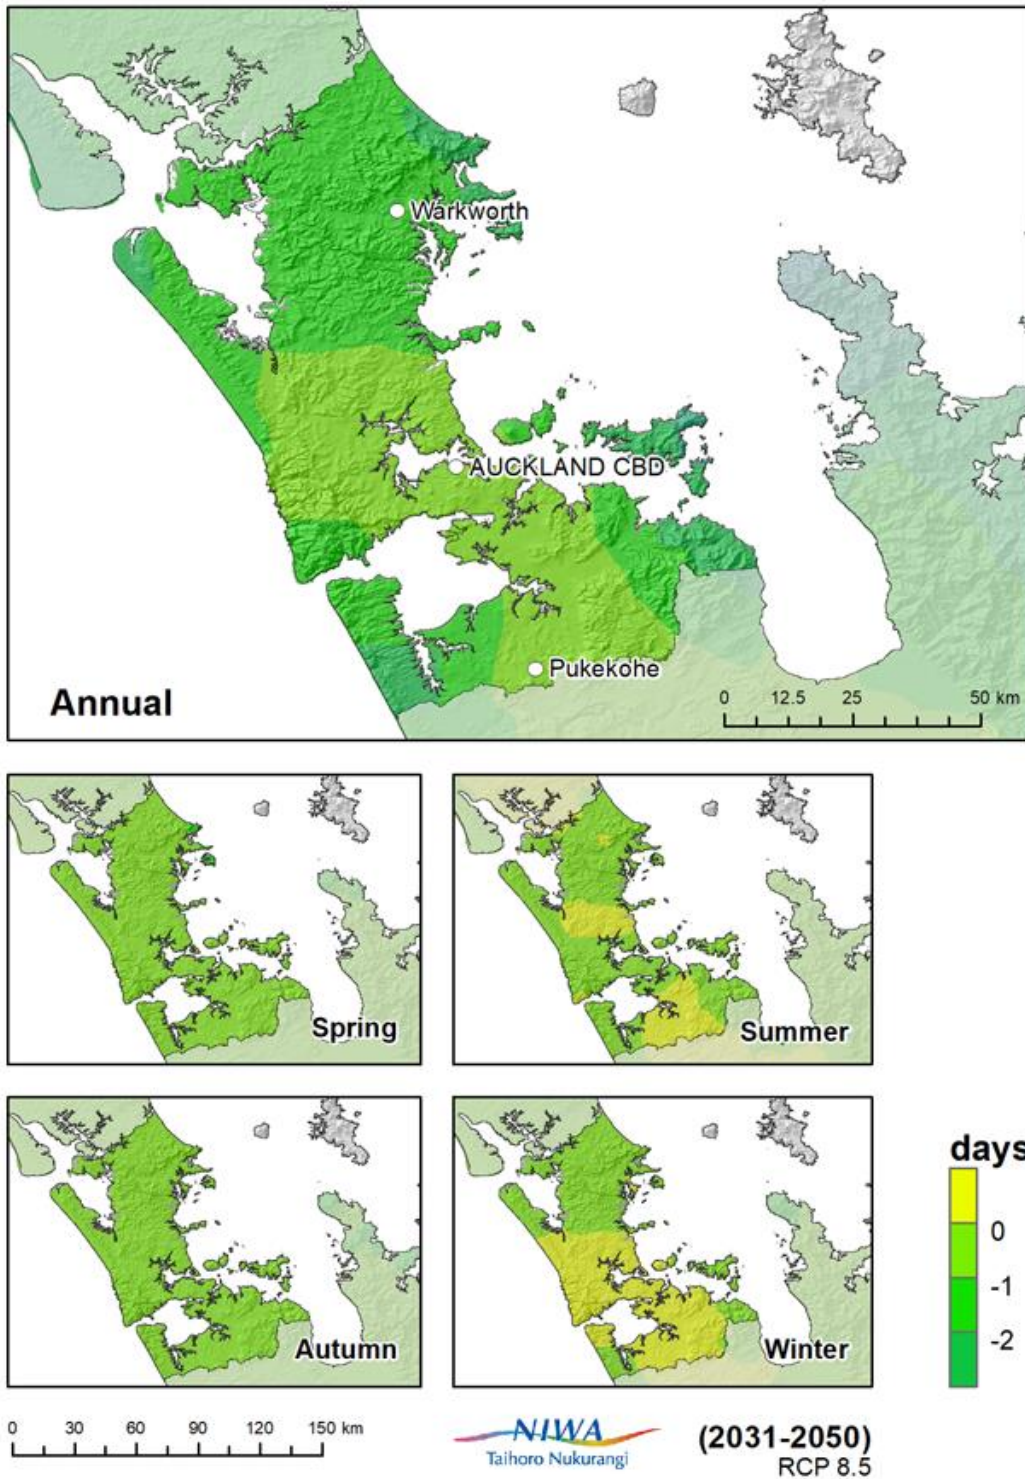 Warkworth
AUCKLAND CBD
Pukekohe
Annual
0 12.5 25 50 km
Spring
Summer
Autumn
Winter
days
0
-1
-2
0 30 60 90 120 150 km
NIWA
Taihoro Nukurangi
(2031-2050)
RCP 8.5